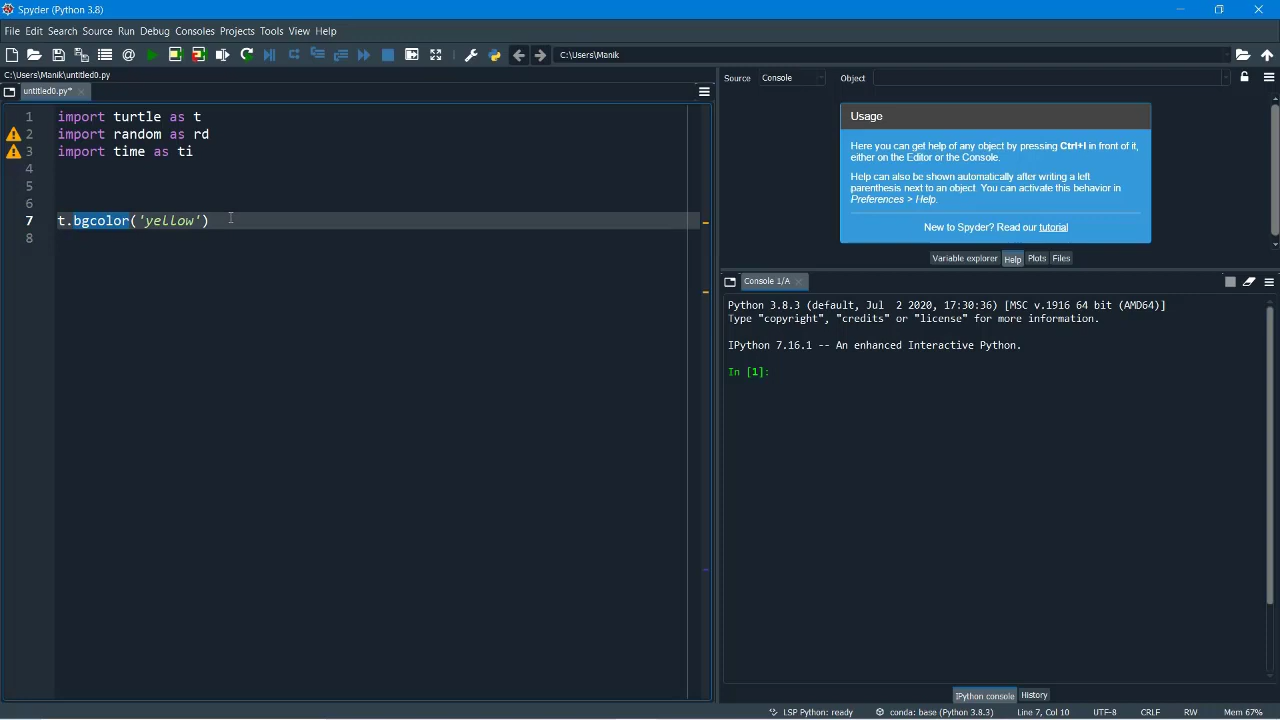 Spyder (Python 3.8)
File Edit Search Source Run Debug Consoles Projects Tools View Help
C:\Users\Manik
C:\Users\Manik\untitled0.py
untitled0.py*
1 import turtle as t
2 import random as rd
3 import time as ti
4
5
6
7 t.bgcolor('yellow')
8
Source Console Object
Usage
Here you can get help of any object by pressing Ctrl+I in front of it,
either on the Editor or the Console.
Help can also be shown automatically after writing a left
parenthesis next to an object. You can activate this behavior in
Preferences > Help.
New to Spyder? Read our tutorial
Variable explorer Help Plots Files
Console 1/A
Python 3.8.3 (default, Jul  2 2020, 17:30:36) [MSC v.1916 64 bit (AMD64)]
Type "copyright", "credits" or "license" for more information.
IPython 7.16.1 -- An enhanced Interactive Python.
In [1]:
IPython console History
LSP Python: ready conda: base (Python 3.8.3) Line 7, Col 10 UTF-8 CRLF RW Mem 67%